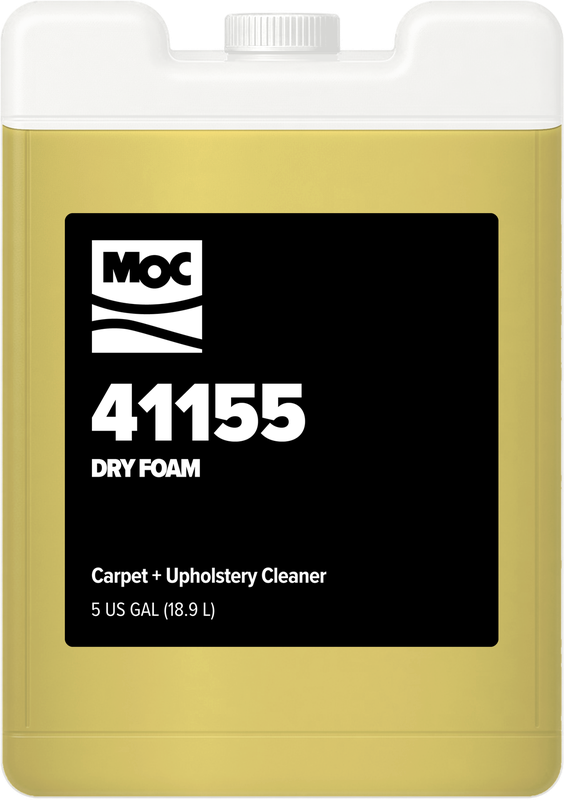 MOC
41155
DRY FOAM
Carpet + Upholstery Cleaner
5 US GAL (18.9 L)